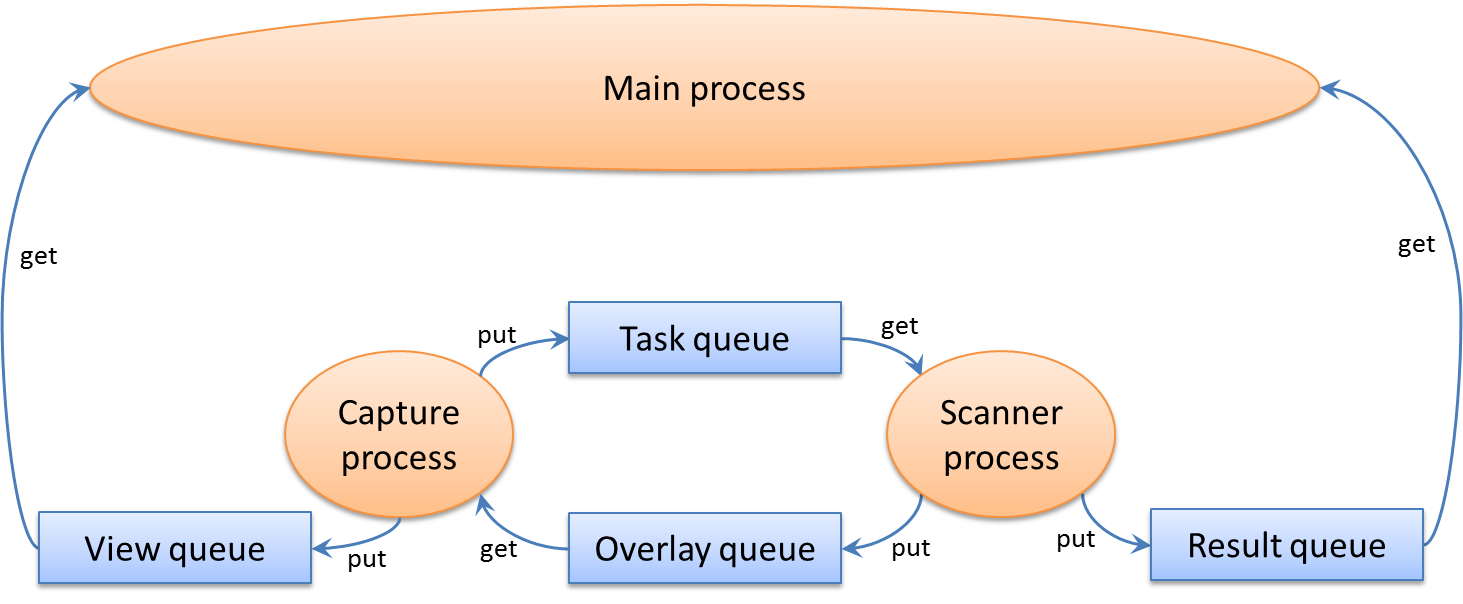 Main process
get
get
put
Task queue
get
Capture
process
Scanner
process
View queue
put
get
Overlay queue
put
put
Result queue